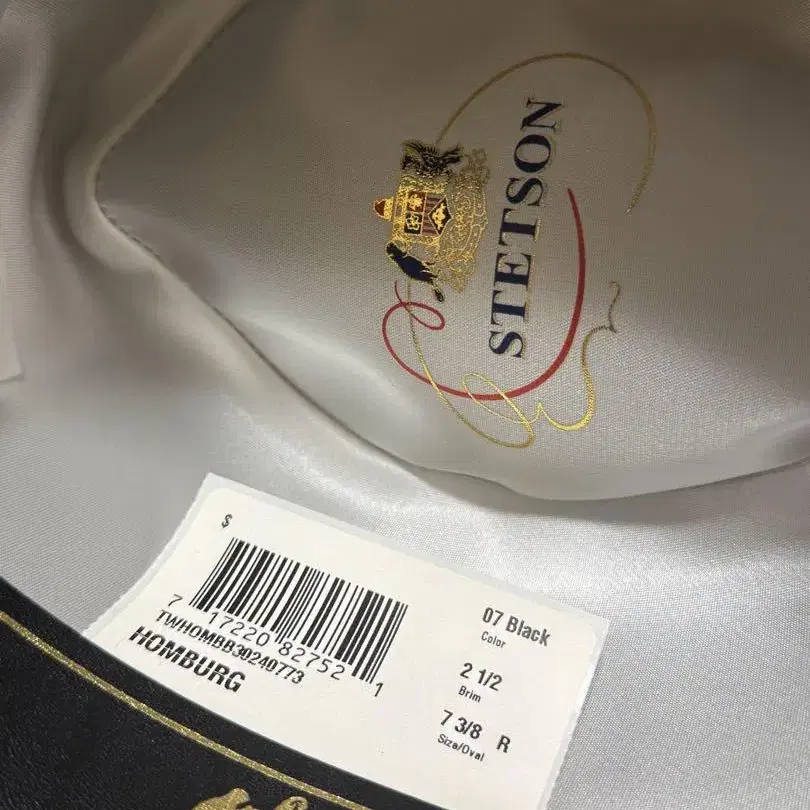 STETSON
$
7 17220 82752 1
TWHOMBB30240773
HOMBURG
07 Black
Color
2 1/2
Brim
7 3/8 R
Size/Oval
®